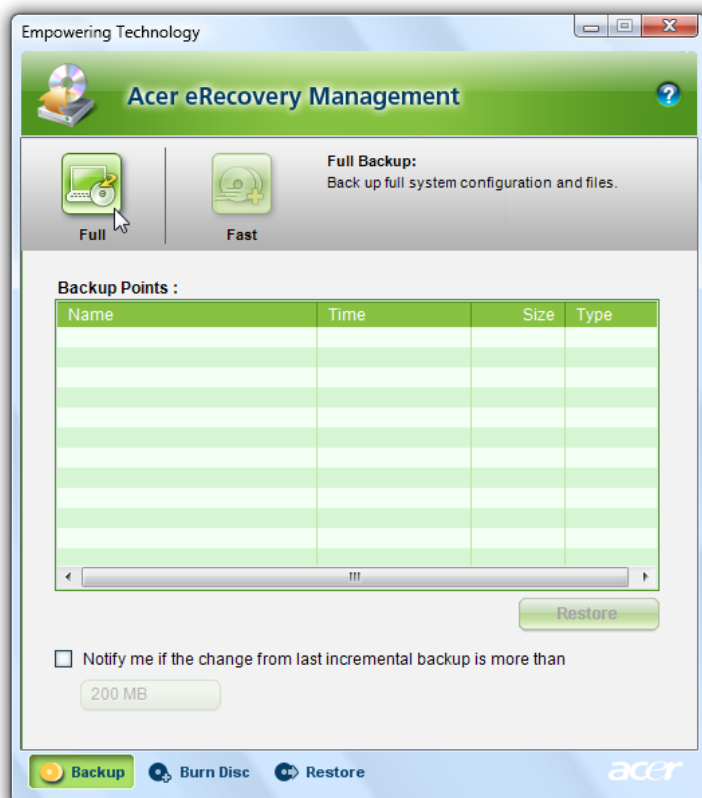 Empowering Technology
Acer eRecovery Management
Full
Fast
Full Backup:
Back up full system configuration and files.
Backup Points :
Name Time Size Type
Restore
Notify me if the change from last incremental backup is more than
200 MB
Backup Burn Disc Restore acer